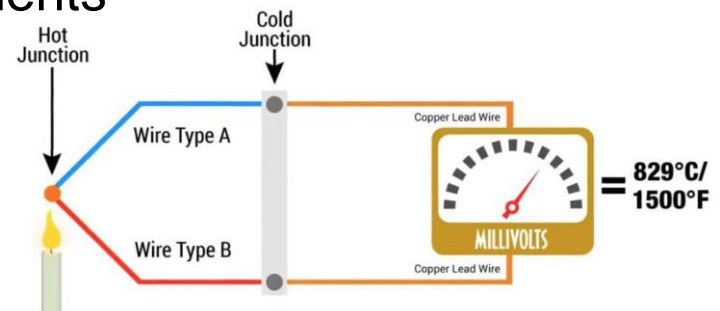 Hot
Junction
Cold
Junction
Copper Lead Wire
Wire Type A
829°C/
=
1500°F
MILLIVOLTS
Wire Type B
Copper Lead Wire